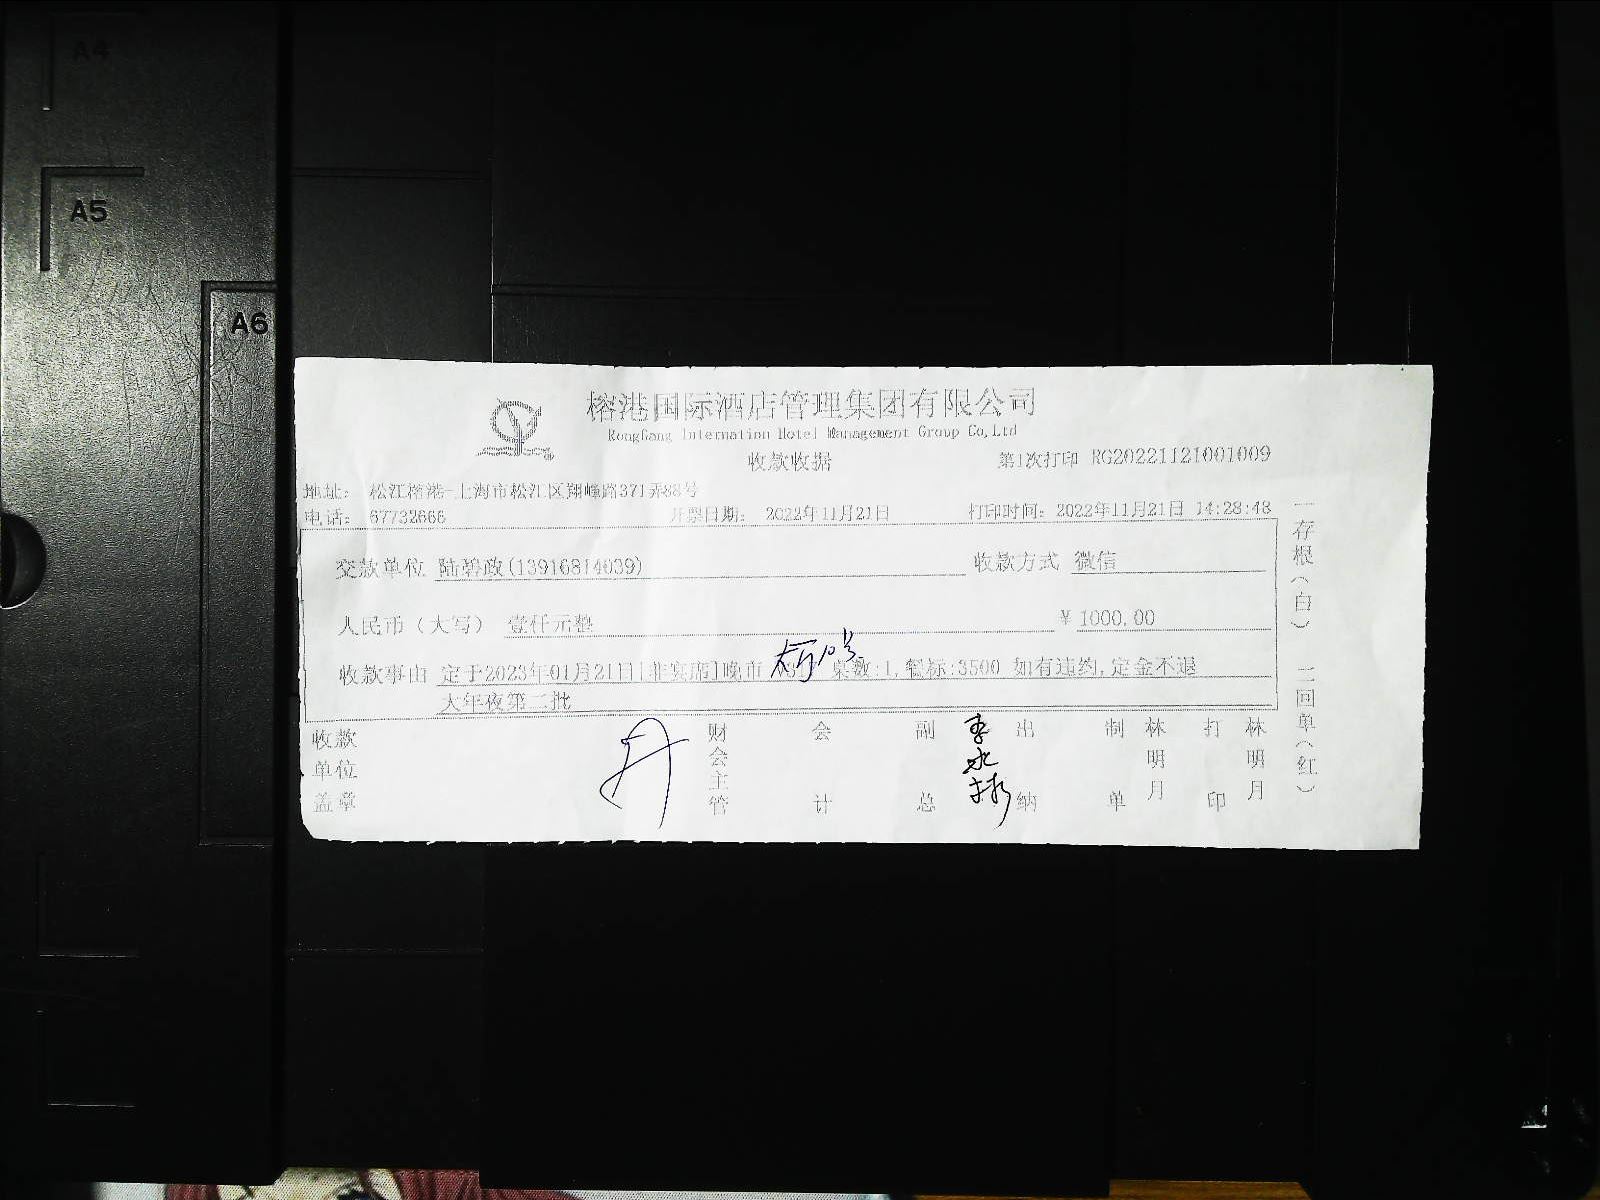 A4
A5
A6
榕港国际酒店管理集团有限公司
RongGang Internation Hotel Management Group Co,Ltd
收款收据
第1次打印 RG20221121001009
地址: 松江榕港-上海市松江区翔峰路371弄88号
电话: 67732666
开票日期: 2022年11月21日
打印时间: 2022年11月21日 14:28:48
交款单位 陆碧政(13916814039)
收款方式 微信
人民币(大写) 壹仟元整
¥ 1000.00
收款事由 定于2023年01月21日[非宴席]晚市 桌数:1,餐标:3500 如有违约,定金不退
大年夜第二批
收款单位盖章
财会主管
会计
副总
李水彬
出纳
制单
林明月
打印
林明月
一存根(白) 二回单(红)